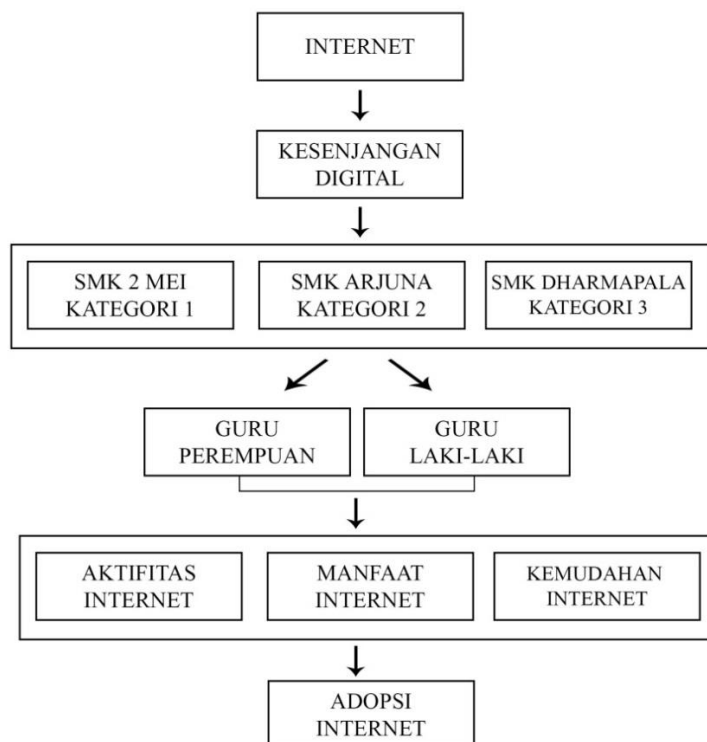 INTERNET
KESENJANGAN
DIGITAL
SMK 2 MEI
KATEGORI 1
SMK ARJUNA
KATEGORI 2
SMK DHARMAPALA
KATEGORI 3
GURU
PEREMPUAN
GURU
LAKI-LAKI
AKTIFITAS
INTERNET
MANFAAT
INTERNET
KEMUDAHAN
INTERNET
ADOPSI
INTERNET